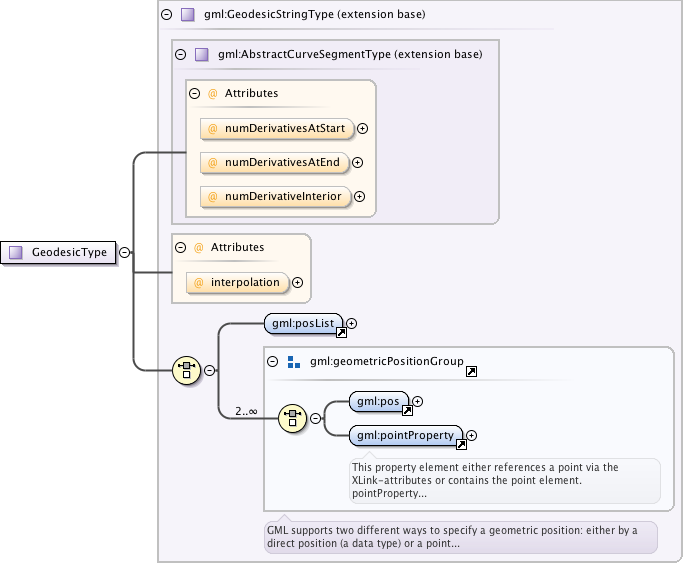 gml:GeodesicStringType (extension base)
gml:AbstractCurveSegmentType (extension base)
@ Attributes
@ numDerivativesAtStart
@ numDerivativesAtEnd
@ numDerivativeInterior
GeodesicType
@ Attributes
@ interpolation
gml:posList
gml:geometricPositionGroup
2..∞
gml:pos
gml:pointProperty
This property element either references a point via the
XLink-attributes or contains the point element.
pointProperty...
GML supports two different ways to specify a geometric position: either by a
direct position (a data type) or a point...